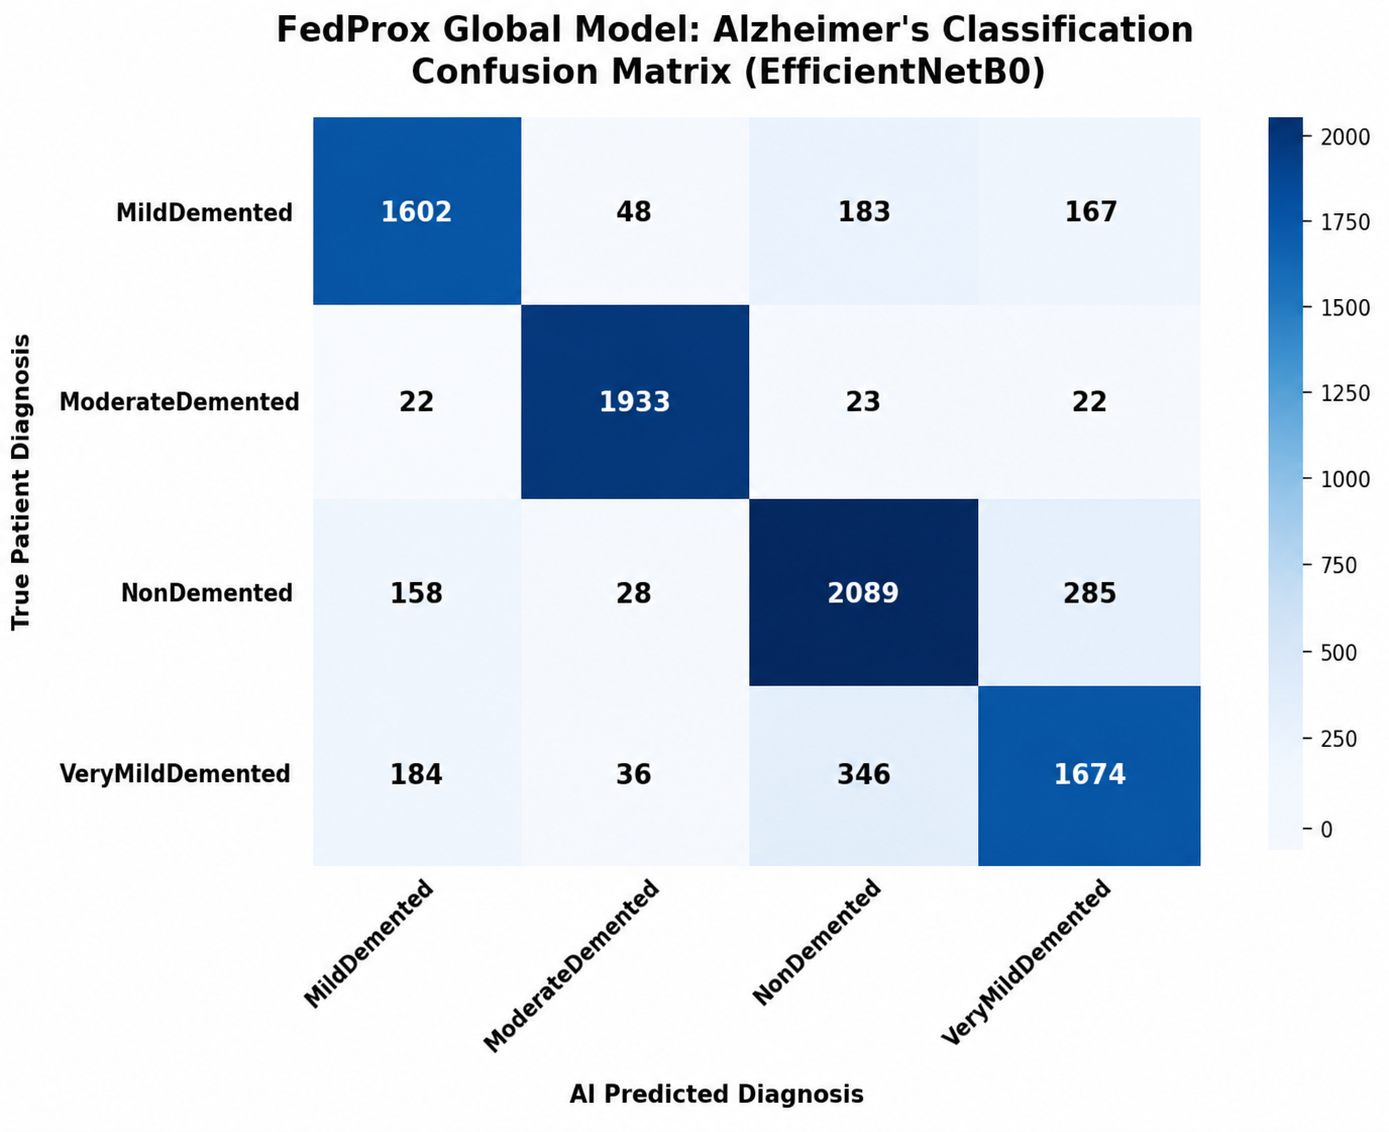 FedProx Global Model: Alzheimer's Classification
Confusion Matrix (EfficientNetB0)
True Patient Diagnosis
MildDemented 1602 48 183 167
ModerateDemented 22 1933 23 22
NonDemented 158 28 2089 285
VeryMildDemented 184 36 346 1674
MildDemented
ModerateDemented
NonDemented
VeryMildDemented
AI Predicted Diagnosis
2000
1750
1500
1250
1000
750
500
250
0